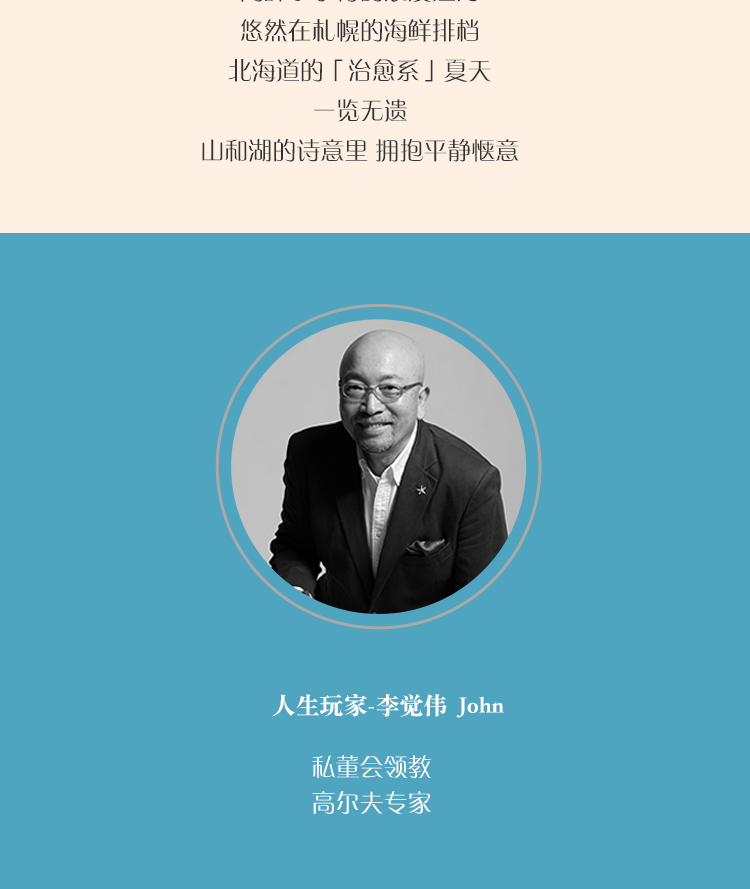 悠然在札幌的海鲜排档
北海道的「治愈系」夏天
一览无遗
山和湖的诗意里 拥抱平静惬意
人生玩家-李觉伟 John
私董会领教
高尔夫专家